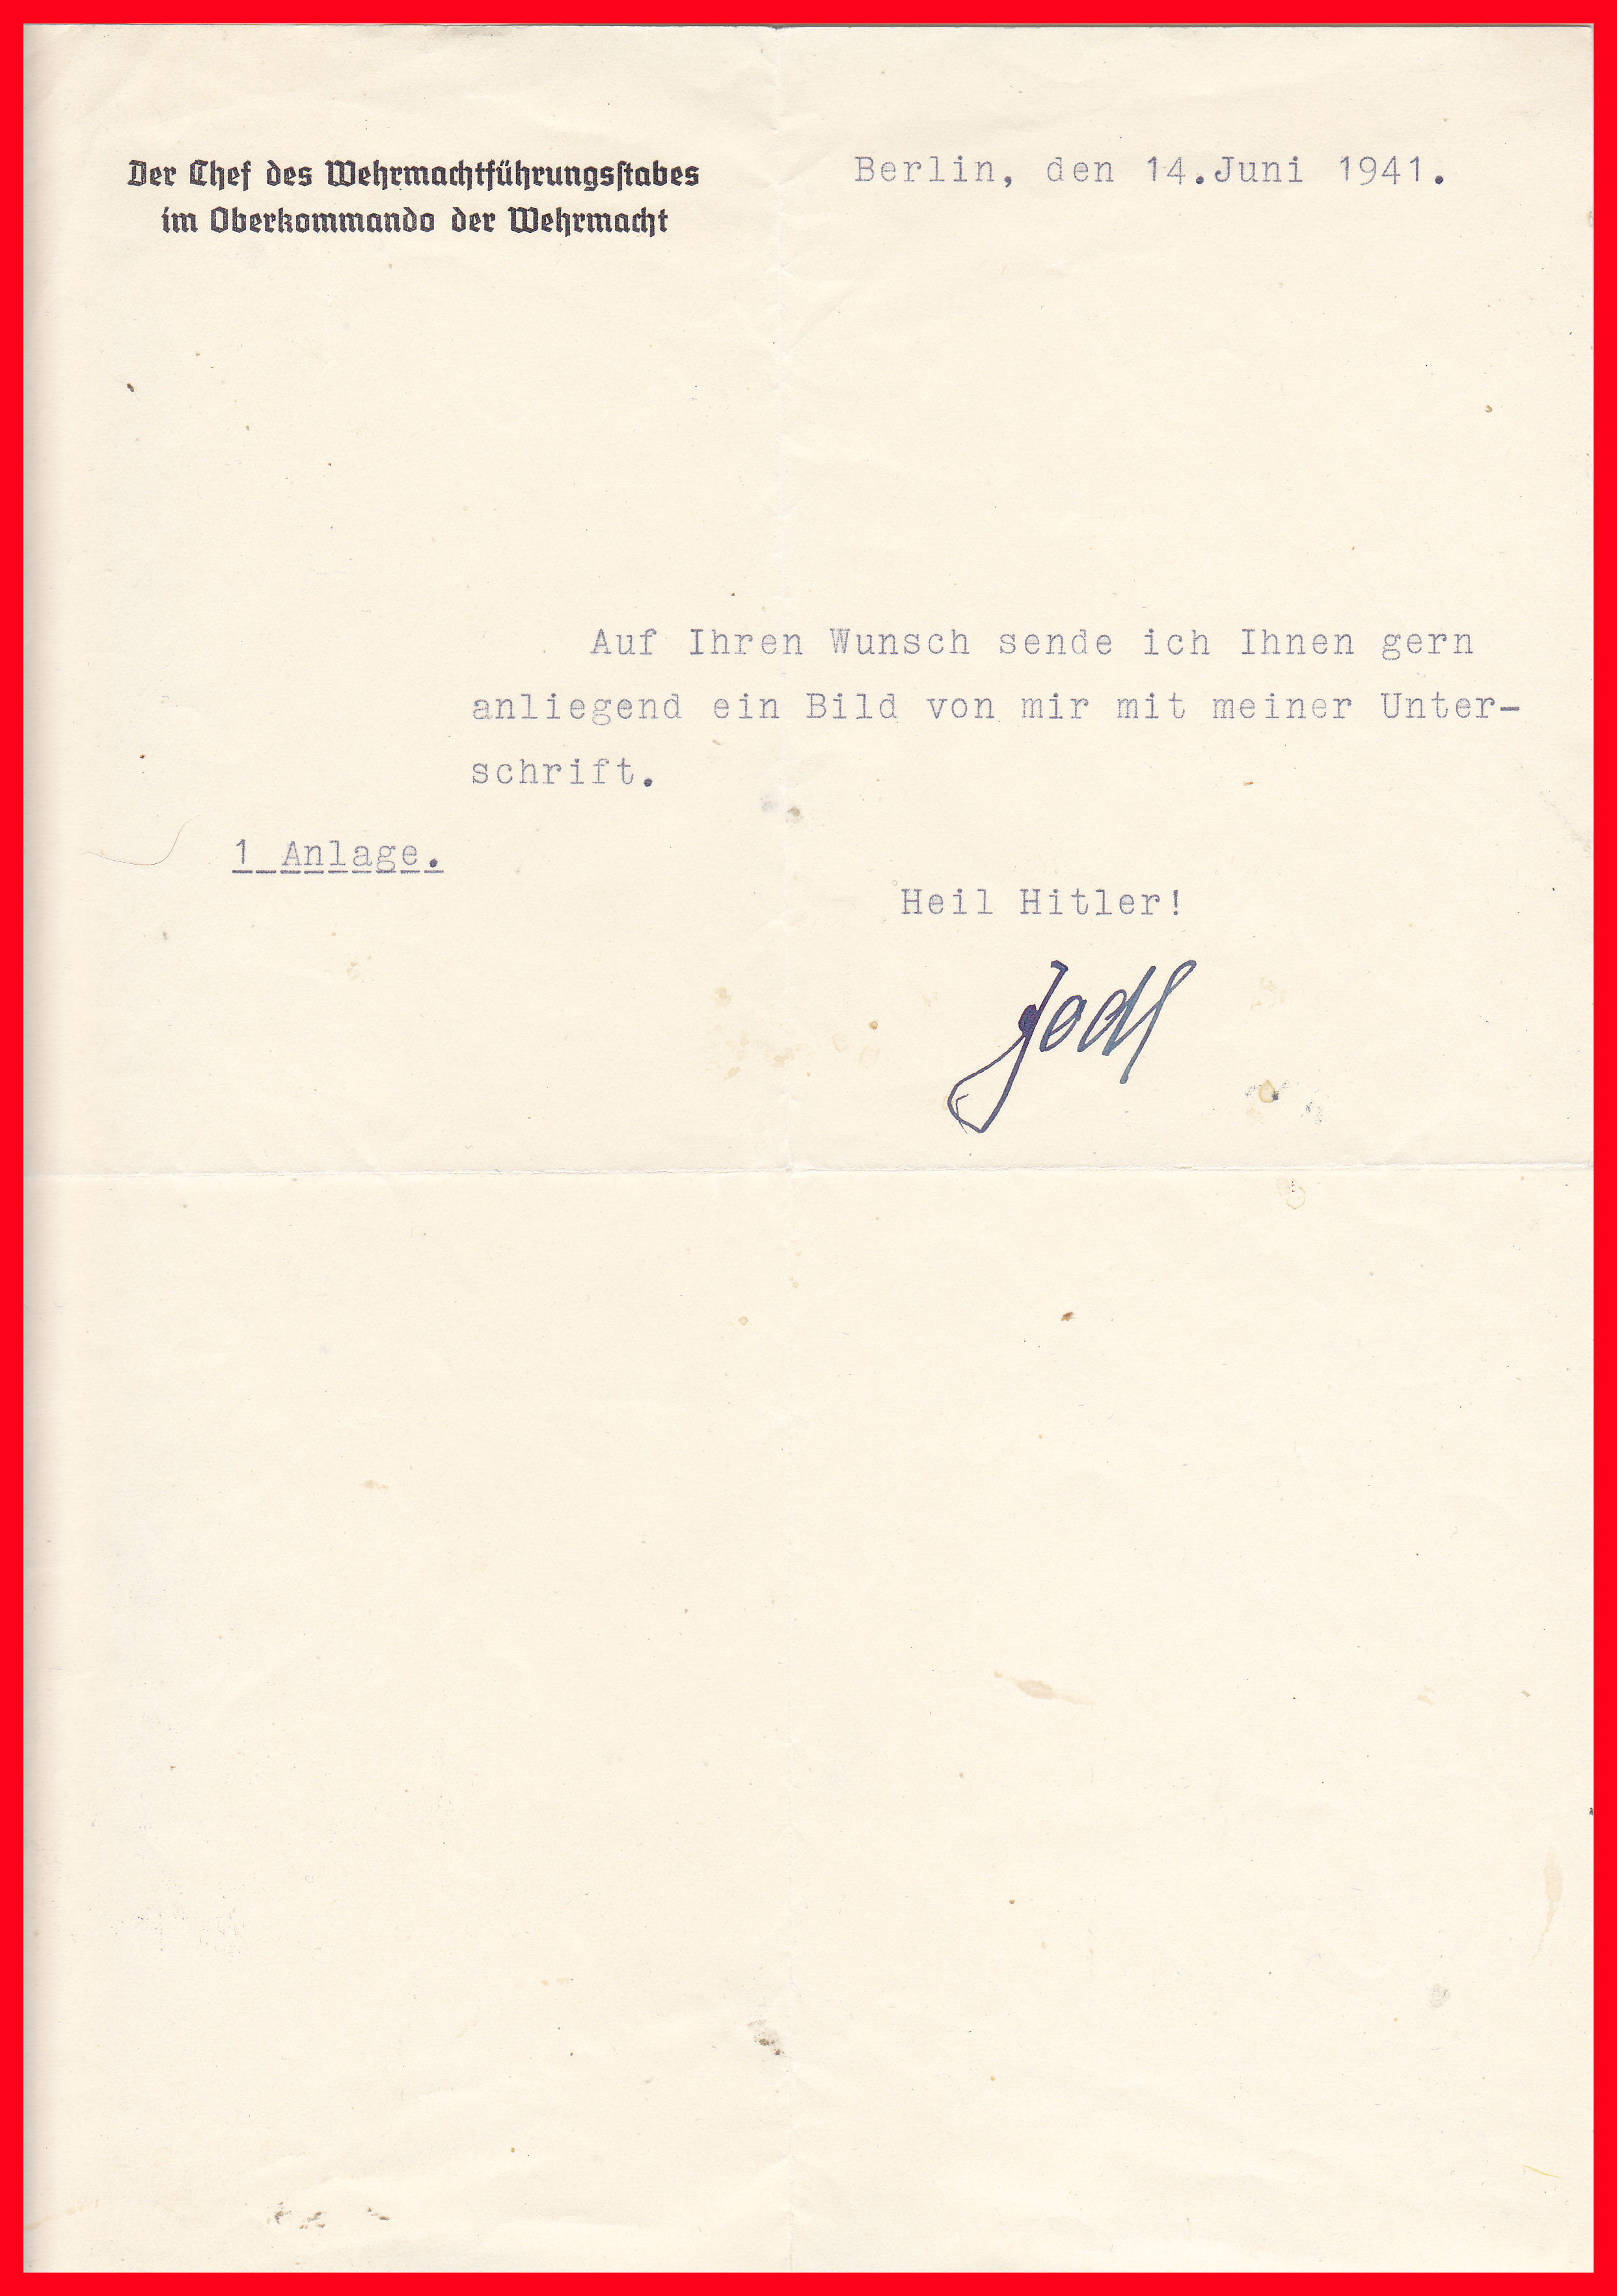 Der Chef des Wehrmachtführungsstabes
im Oberkommando der Wehrmacht
Berlin, den 14.Juni 1941.
Auf Ihren Wunsch sende ich Ihnen gern
anliegend ein Bild von mir mit meiner Unter-
schrift.
1 Anlage.
Heil Hitler!
Jodl